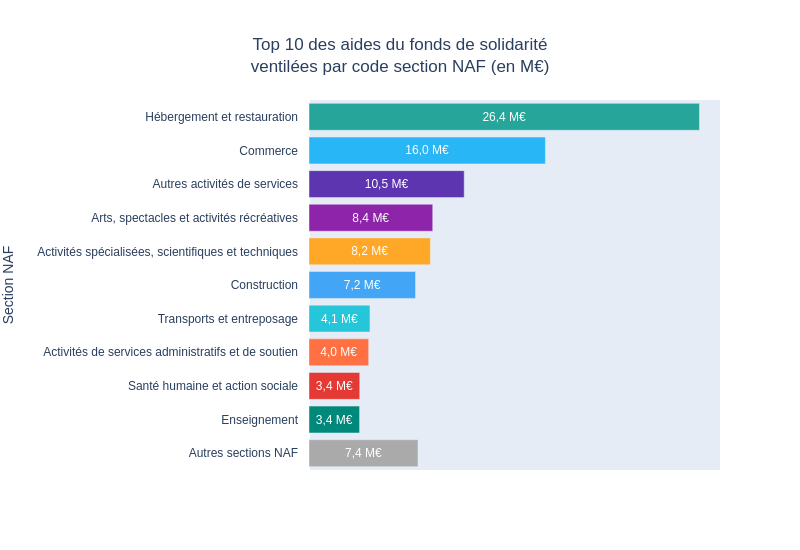 Top 10 des aides du fonds de solidarité
ventilées par code section NAF (en M€)
Section NAF
Hébergement et restauration 26,4 M€
Commerce 16,0 M€
Autres activités de services 10,5 M€
Arts, spectacles et activités récréatives 8,4 M€
Activités spécialisées, scientifiques et techniques 8,2 M€
Construction 7,2 M€
Transports et entreposage 4,1 M€
Activités de services administratifs et de soutien 4,0 M€
Santé humaine et action sociale 3,4 M€
Enseignement 3,4 M€
Autres sections NAF 7,4 M€